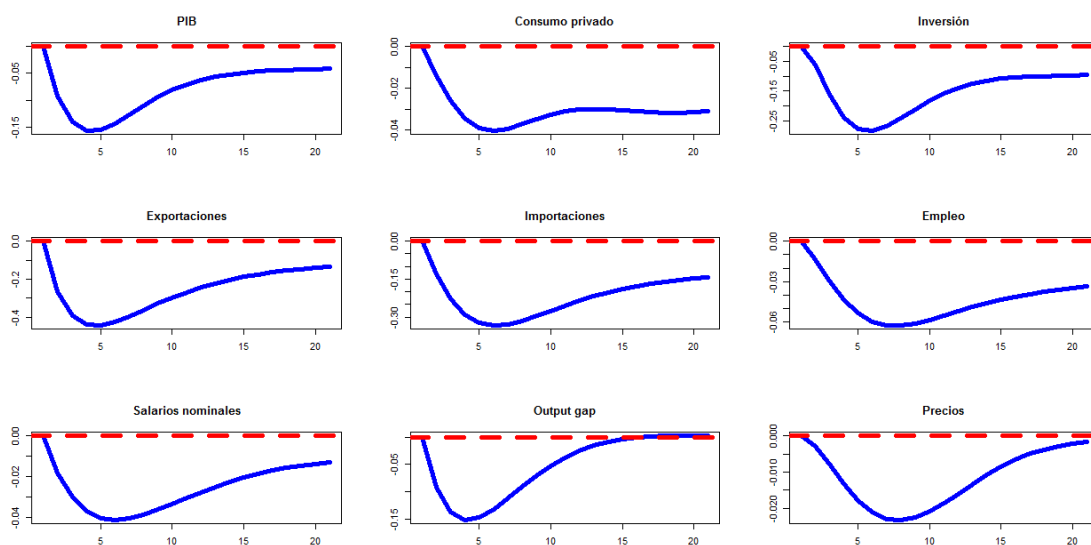 PIB
Consumo privado
Inversión
-0.05
-0.15
5 10 15 20
0.00
-0.02
-0.04
5 10 15 20
0.00
-0.05
-0.15
-0.25
5 10 15 20
Exportaciones
Importaciones
Empleo
0.0
-0.2
-0.4
5 10 15 20
0.00
-0.15
-0.30
5 10 15 20
0.00
-0.03
-0.06
5 10 15 20
Salarios nominales
Output gap
Precios
0.00
-0.02
-0.04
5 10 15 20
-0.05
-0.15
5 10 15 20
0.000
-0.010
-0.020
5 10 15 20